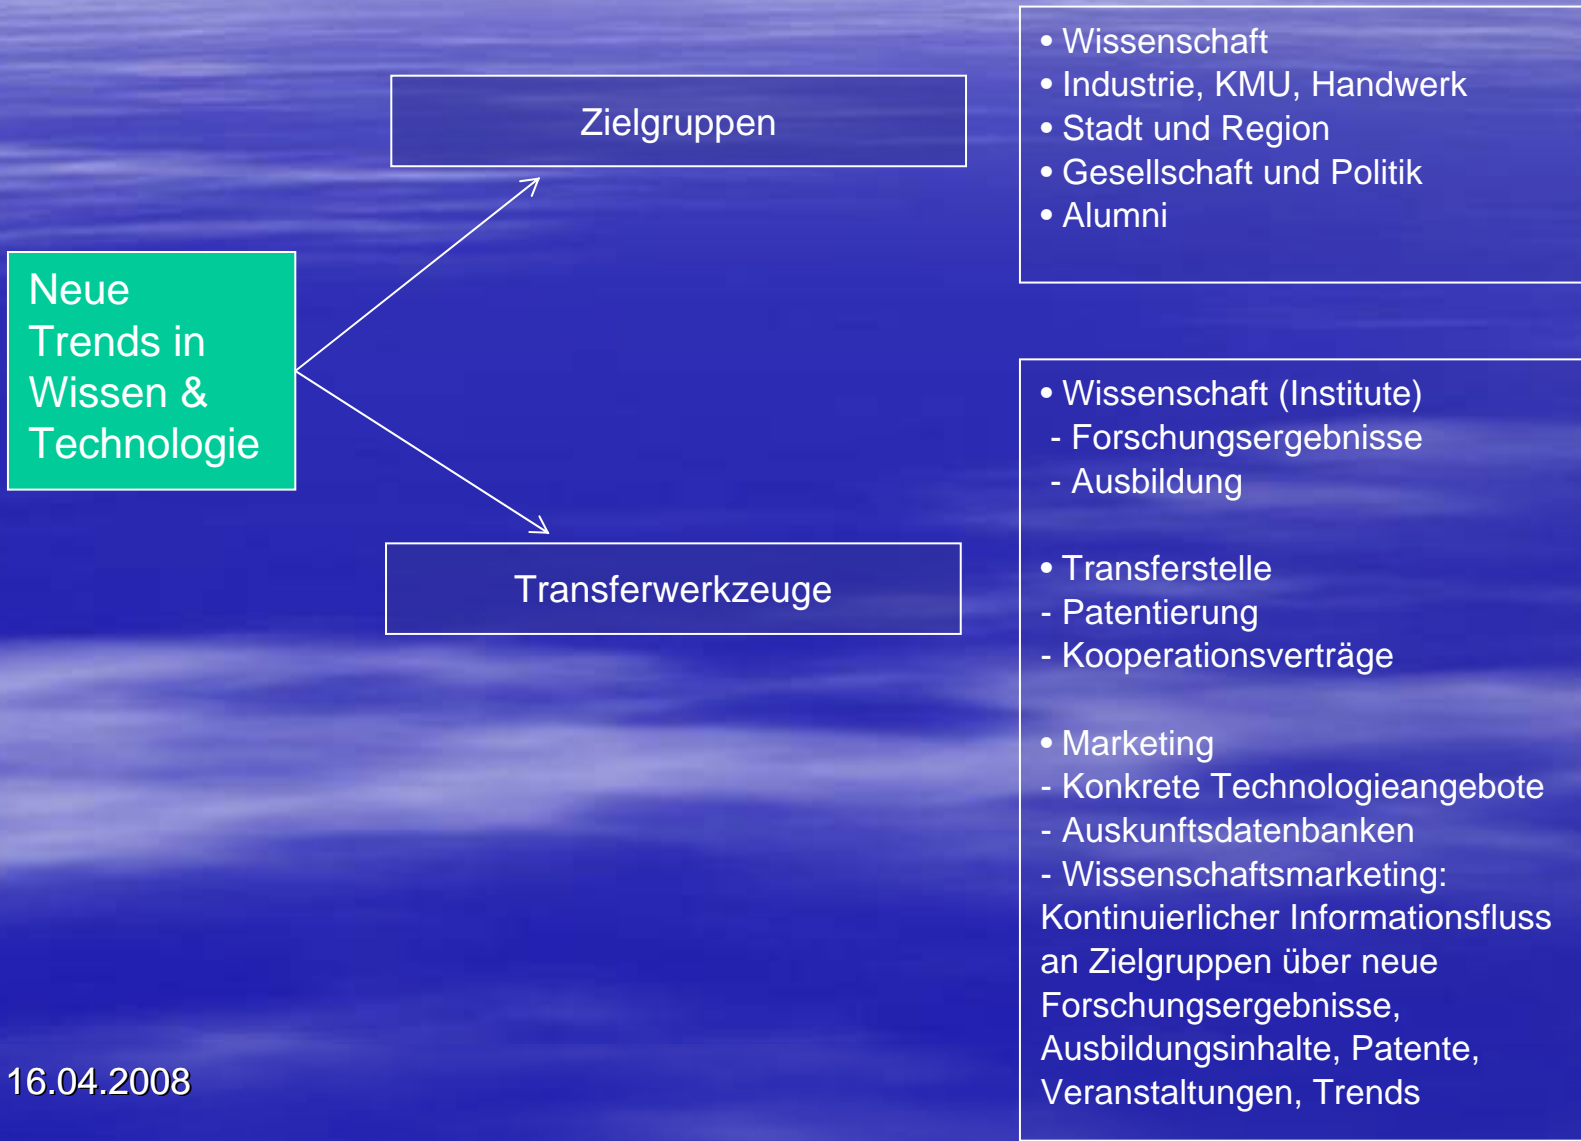 Neue
Trends in
Wissen &
Technologie
Zielgruppen
• Wissenschaft
• Industrie, KMU, Handwerk
• Stadt und Region
• Gesellschaft und Politik
• Alumni
Transferwerkzeuge
• Wissenschaft (Institute)
- Forschungsergebnisse
- Ausbildung
• Transferstelle
- Patentierung
- Kooperationsverträge
• Marketing
- Konkrete Technologieangebote
- Auskunftsdatenbanken
- Wissenschaftsmarketing:
Kontinuierlicher Informationsfluss
an Zielgruppen über neue
Forschungsergebnisse,
Ausbildungsinhalte, Patente,
Veranstaltungen, Trends
16.04.2008